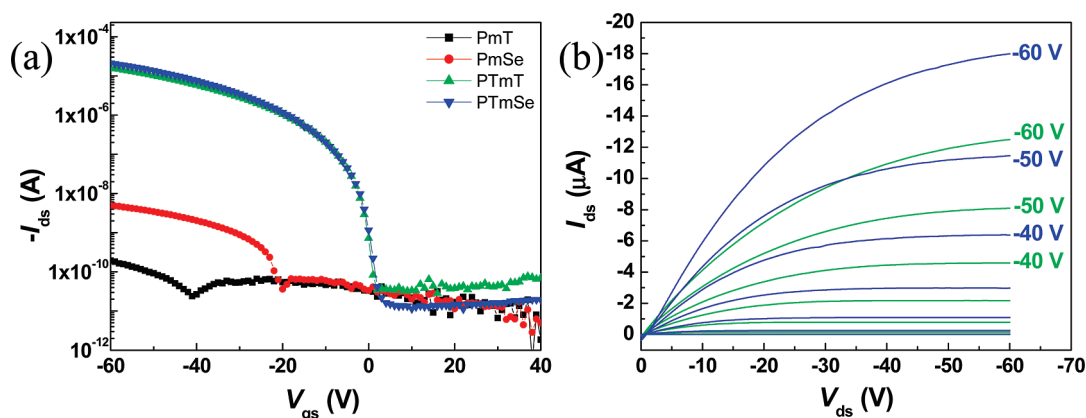 (a)
-I_ds (A)
1x10^-4
1x10^-6
1x10^-8
1x10^-10
10^-12
-60
-40
-20
0
20
40
V_gs (V)
PmT
PmSe
PTmT
PTmSe
(b)
I_ds (μA)
-20
-18
-16
-14
-12
-10
-8
-6
-4
-2
0
0
-10
-20
-30
-40
-50
-60
-70
V_ds (V)
-60 V
-60 V
-50 V
-50 V
-40 V
-40 V